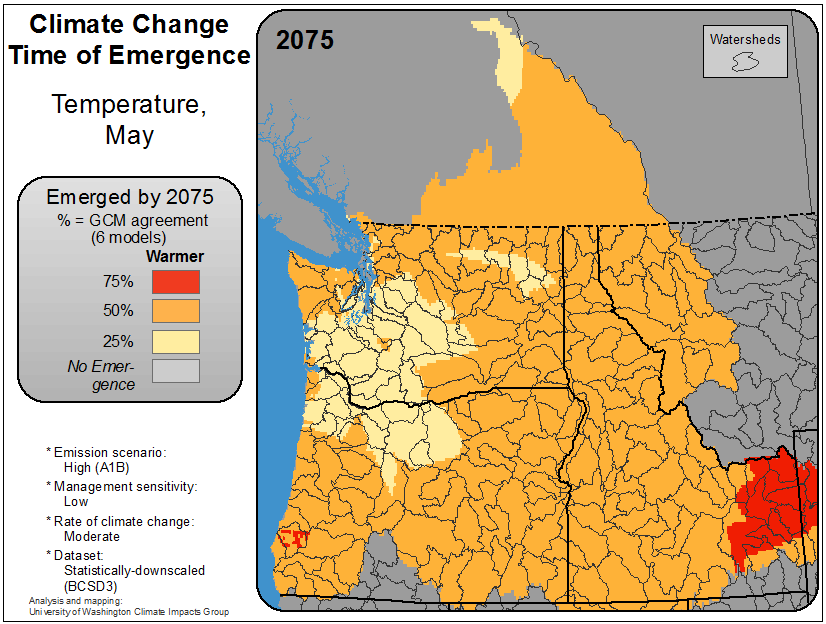 Climate Change
Time of Emergence
Temperature,
May
Emerged by 2075
% = GCM agreement
(6 models)
Warmer
75%
50%
25%
No Emer-
gence
* Emission scenario:
High (A1B)
* Management sensitivity:
Low
* Rate of climate change:
Moderate
* Dataset:
Statistically-downscaled
(BCSD3)
Analysis and mapping:
University of Washington Climate Impacts Group
2075
Watersheds